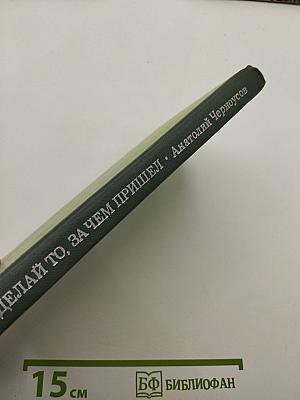 ДЕЛАЙ ТО, ЗАЧЕМ ПРИШЕЛ • Анатолий Черноусов
15 см
БФ БИБЛИОФАН